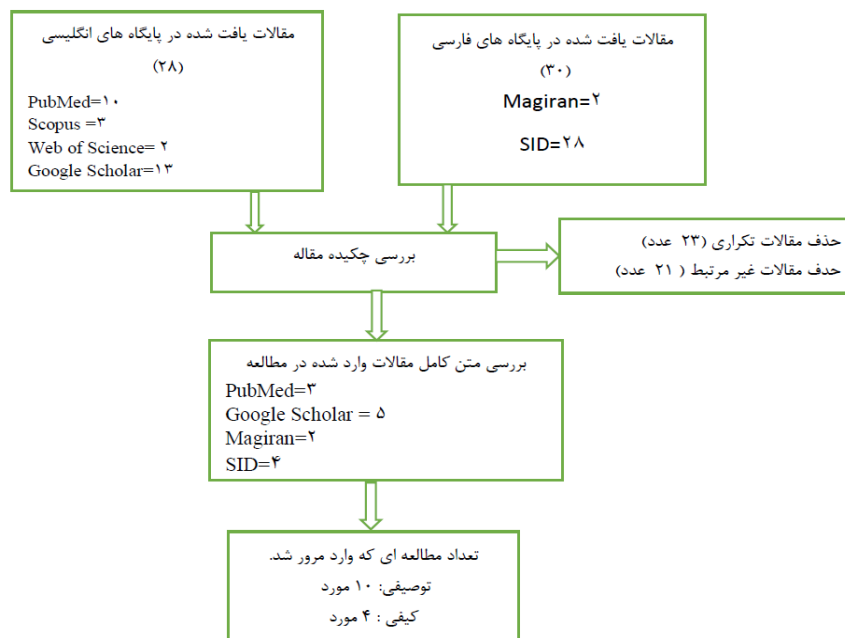 مقالات یافت شده در پایگاه های انگلیسی
(۲۸)
PubMed=۱۰
Scopus =۳
Web of Science= ۲
Google Scholar=۱۳
مقالات یافت شده در پایگاه های فارسی
(۳۰)
Magiran=۲
SID=۲۸
بررسی چکیده مقاله
حذف مقالات تکراری (۲۳ عدد)
حدف مقالات غیر مرتبط ( ۲۱ عدد)
بررسی متن کامل مقالات وارد شده در مطالعه
PubMed=۳
Google Scholar = ۵
Magiran=۲
SID=۴
تعداد مطالعه ای که وارد مرور شد.
توصیفی: ۱۰ مورد
کیفی : ۴ مورد